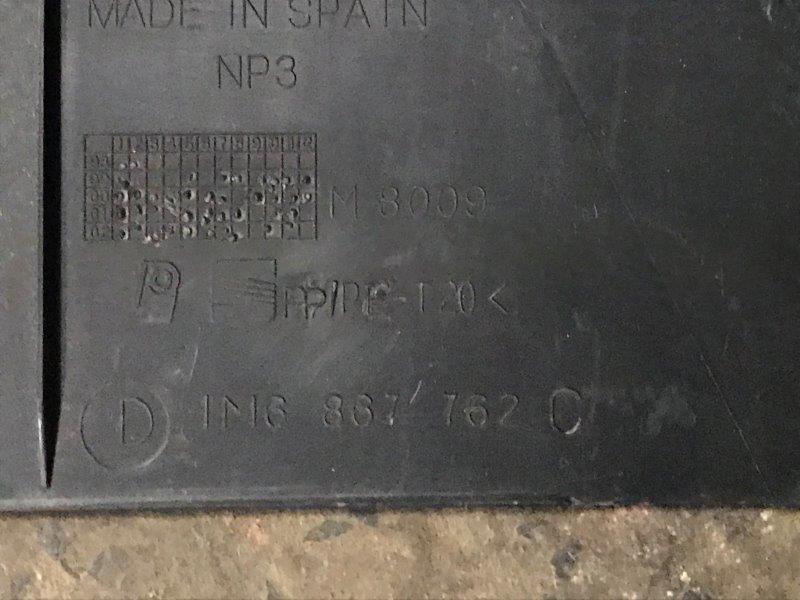 MADE IN SPAIN
NP3
M 8009
PP/PE-T20<
D 1M6 867 762 C